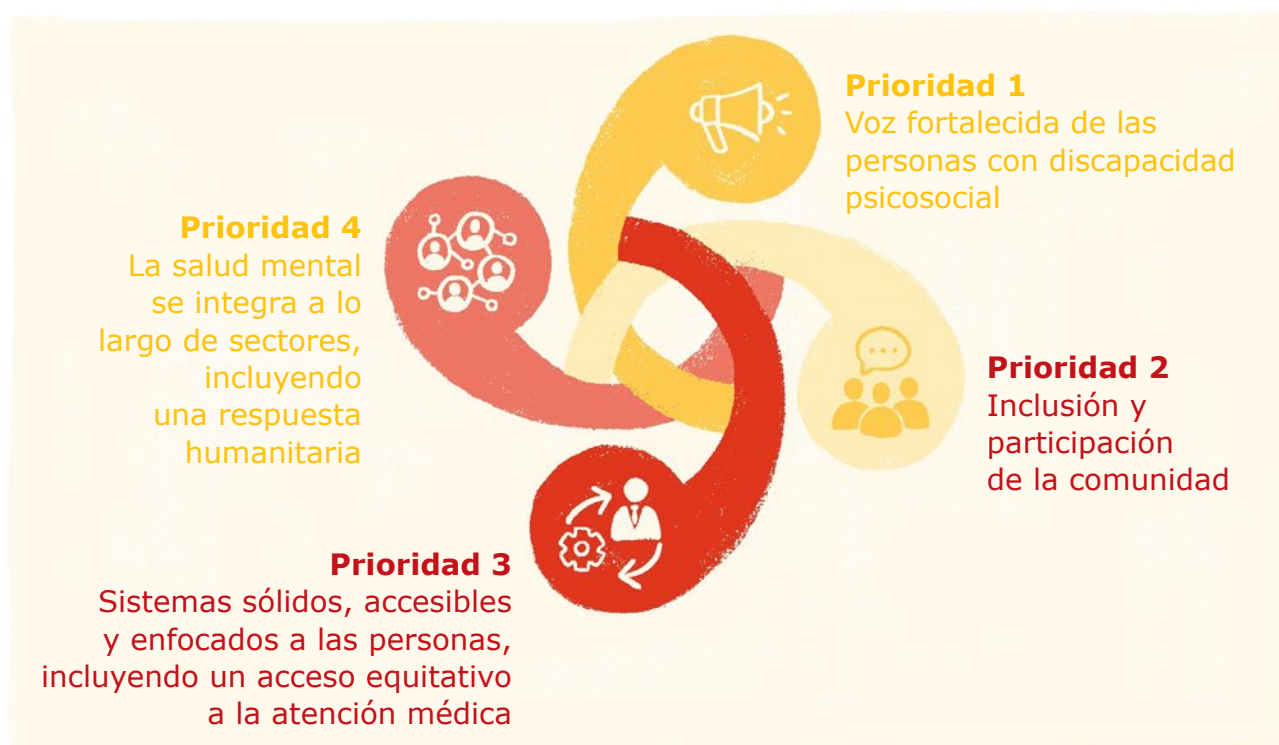 Prioridad 1
Voz fortalecida de las
personas con discapacidad
psicosocial
Prioridad 2
Inclusión y
participación
de la comunidad
Prioridad 3
Sistemas sólidos, accesibles
y enfocados a las personas,
incluyendo un acceso equitativo
a la atención médica
Prioridad 4
La salud mental
se integra a lo
largo de sectores,
incluyendo
una respuesta
humanitaria